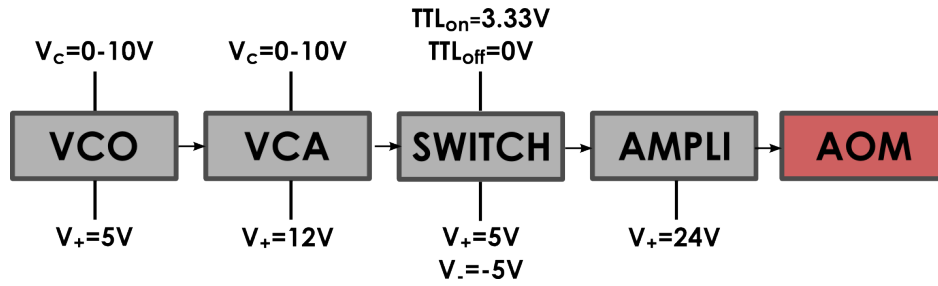 TTLon=3.33V
Vc=0-10V Vc=0-10V TTLoff=0V
VCO VCA SWITCH AMPLI AOM
V+=5V V+=12V V+=5V V+=24V
V-=-5V